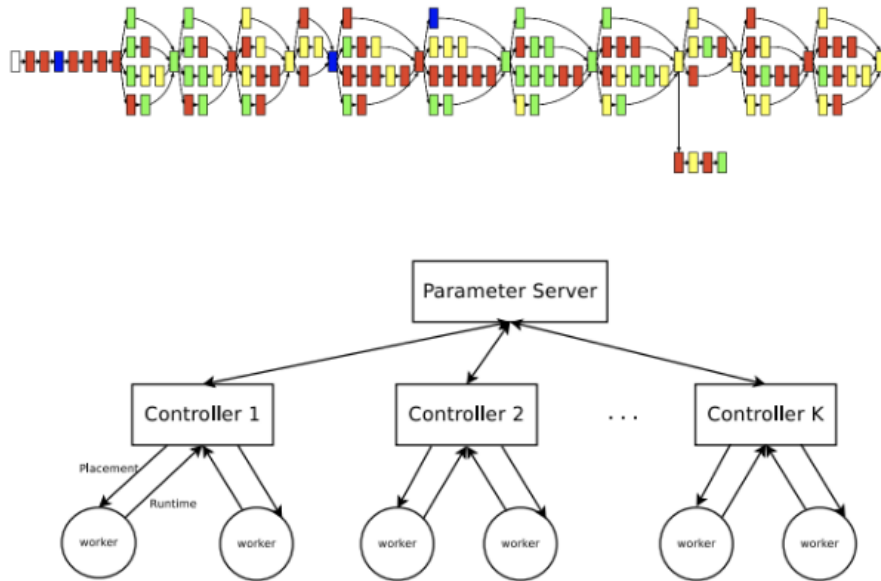 Parameter Server
Controller 1
Controller 2
. . .
Controller K
Placement
Runtime
worker
worker
worker
worker
worker
worker